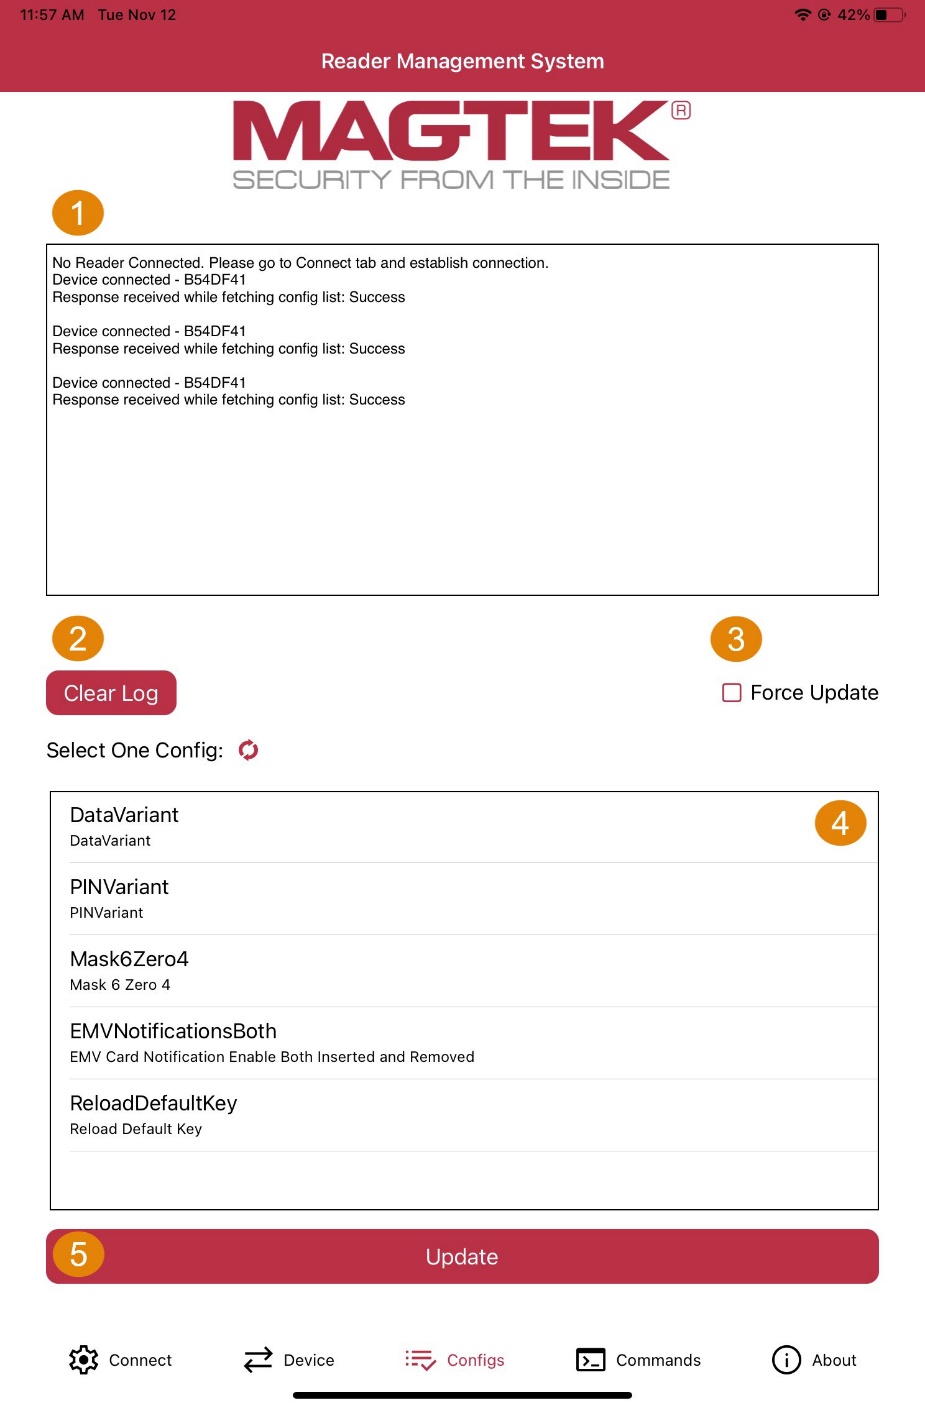 11:57 AM Tue Nov 12
42%
Reader Management System
MAGTEK®
SECURITY FROM THE INSIDE
1
No Reader Connected. Please go to Connect tab and establish connection.
Device connected - B54DF41
Response received while fetching config list: Success
Device connected - B54DF41
Response received while fetching config list: Success
Device connected - B54DF41
Response received while fetching config list: Success
2
3
Clear Log
Force Update
Select One Config:
DataVariant
DataVariant
4
PINVariant
PINVariant
Mask6Zero4
Mask 6 Zero 4
EMVNotificationsBoth
EMV Card Notification Enable Both Inserted and Removed
ReloadDefaultKey
Reload Default Key
5
Update
Connect
Device
Configs
Commands
About